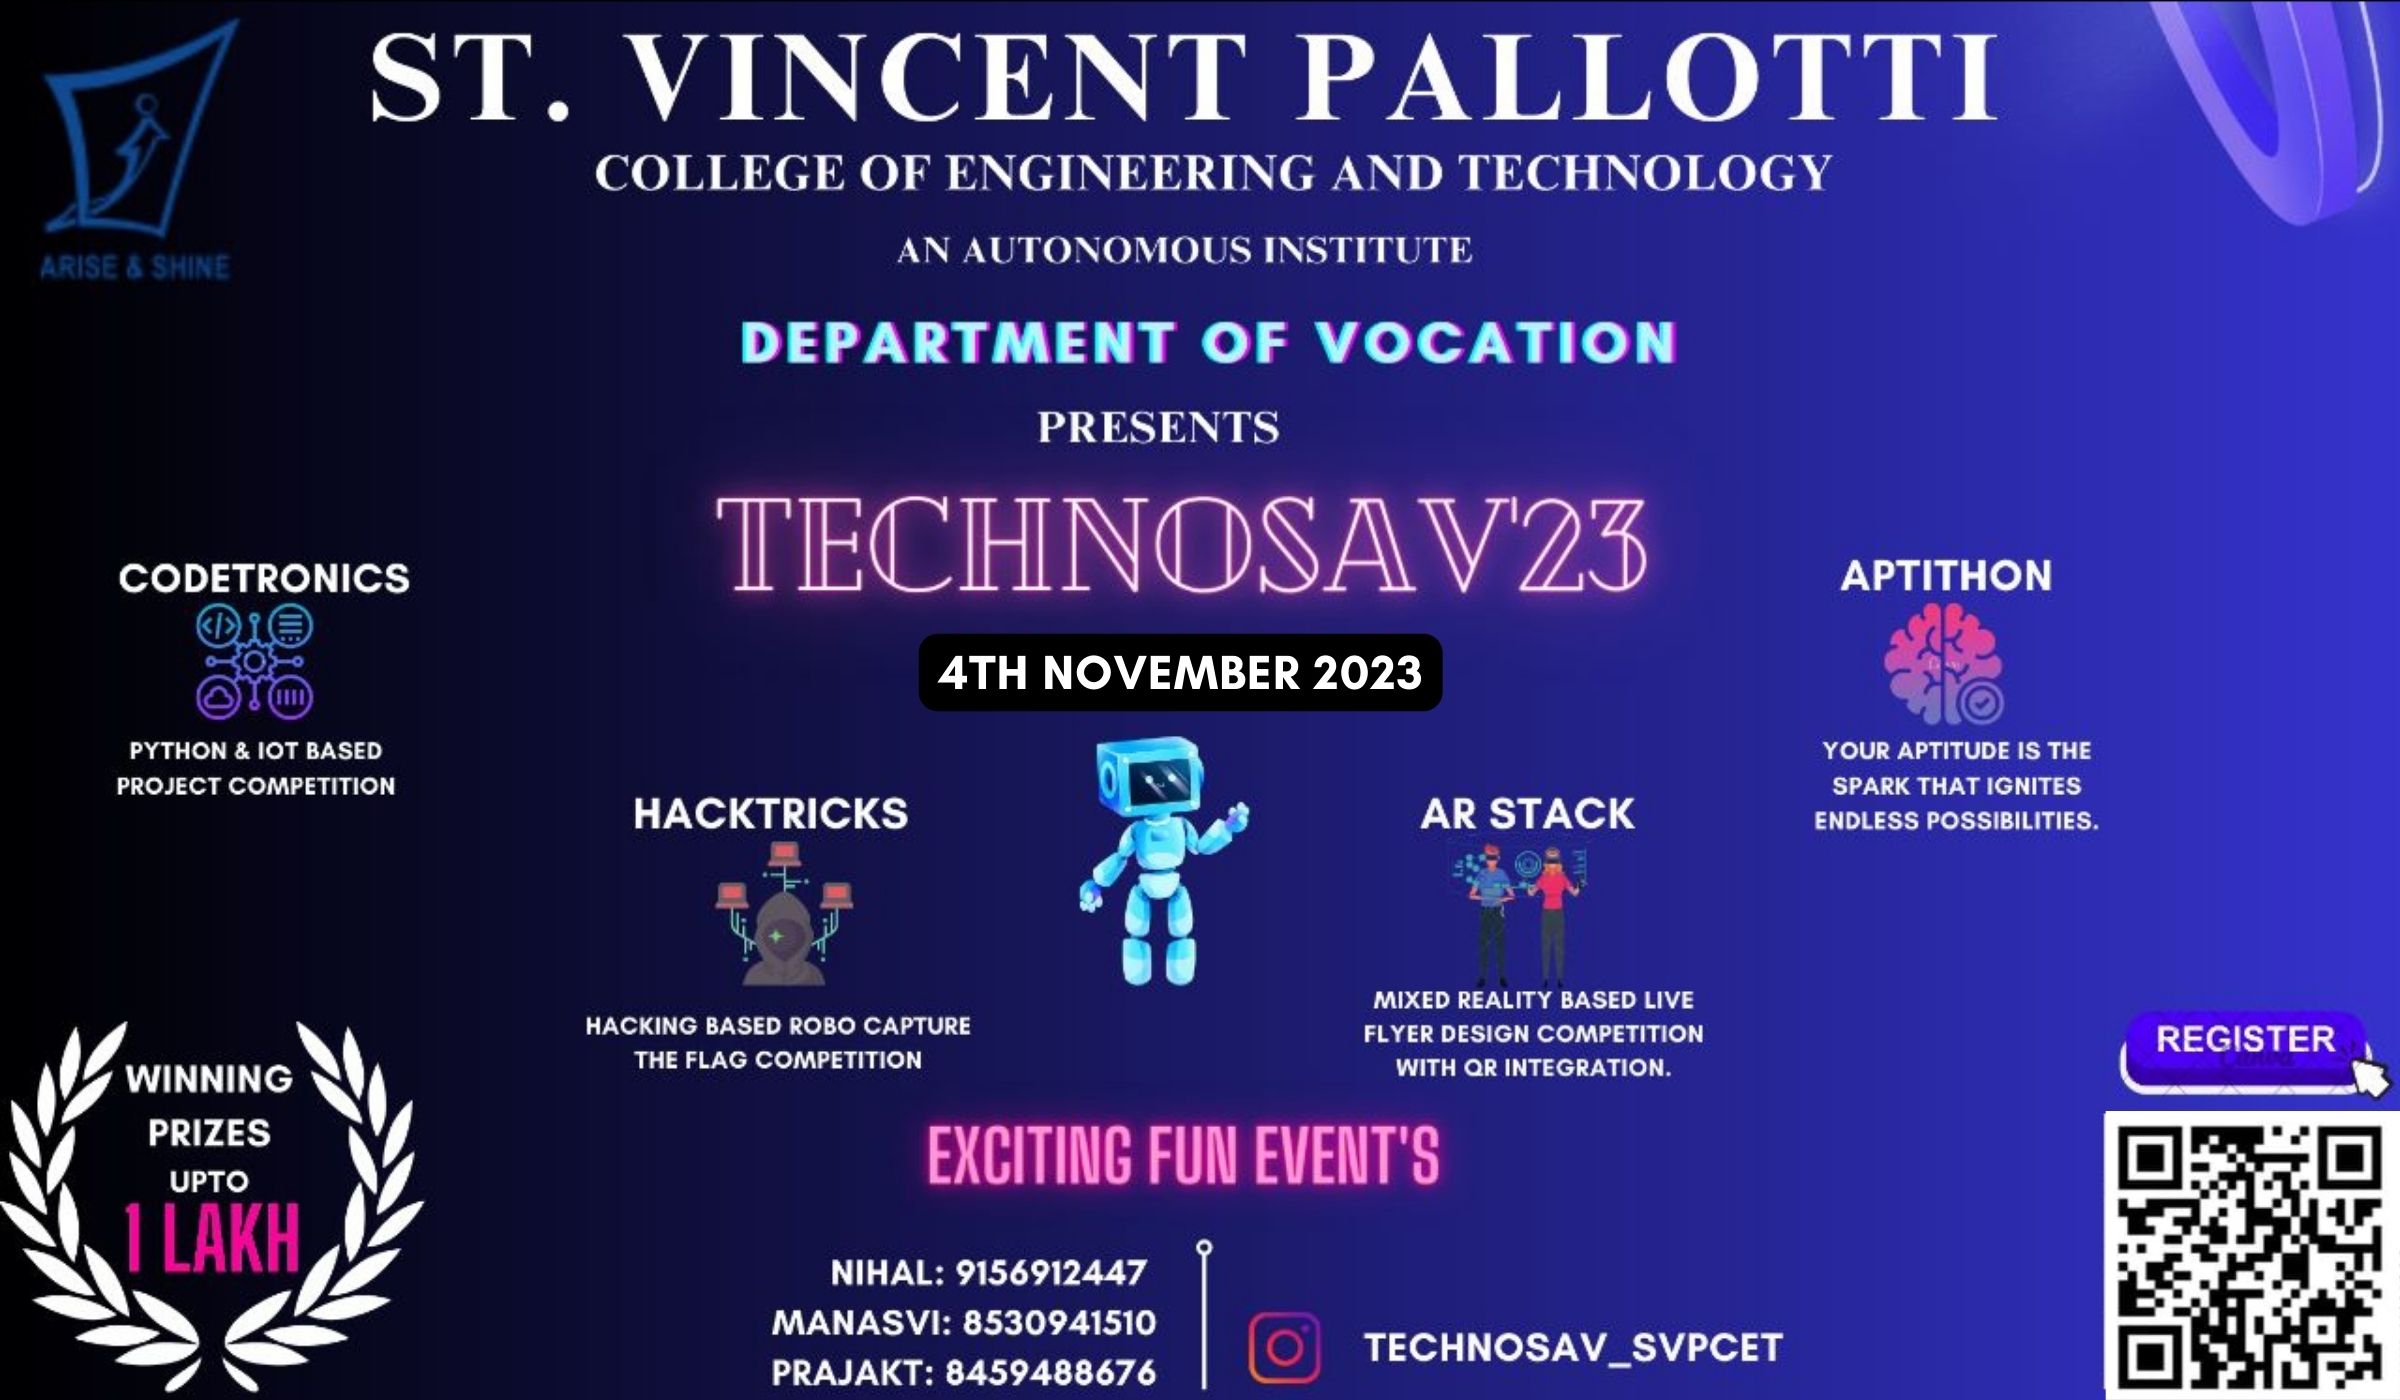 ARISE & SHINE
ST. VINCENT PALLOTTI
COLLEGE OF ENGINEERING AND TECHNOLOGY
AN AUTONOMOUS INSTITUTE
DEPARTMENT OF VOCATION
PRESENTS
TECHNOSAV'23
4TH NOVEMBER 2023
CODETRONICS
PYTHON & IOT BASED
PROJECT COMPETITION
HACKTRICKS
HACKING BASED ROBO CAPTURE
THE FLAG COMPETITION
AR STACK
MIXED REALITY BASED LIVE
FLYER DESIGN COMPETITION
WITH QR INTEGRATION.
APTITHON
YOUR APTITUDE IS THE
SPARK THAT IGNITES
ENDLESS POSSIBILITIES.
WINNING
PRIZES
UPTO
1 LAKH
EXCITING FUN EVENT'S
NIHAL: 9156912447
MANASVI: 8530941510
PRAJAKT: 8459488676
TECHNOSAV_SVPCET
REGISTER